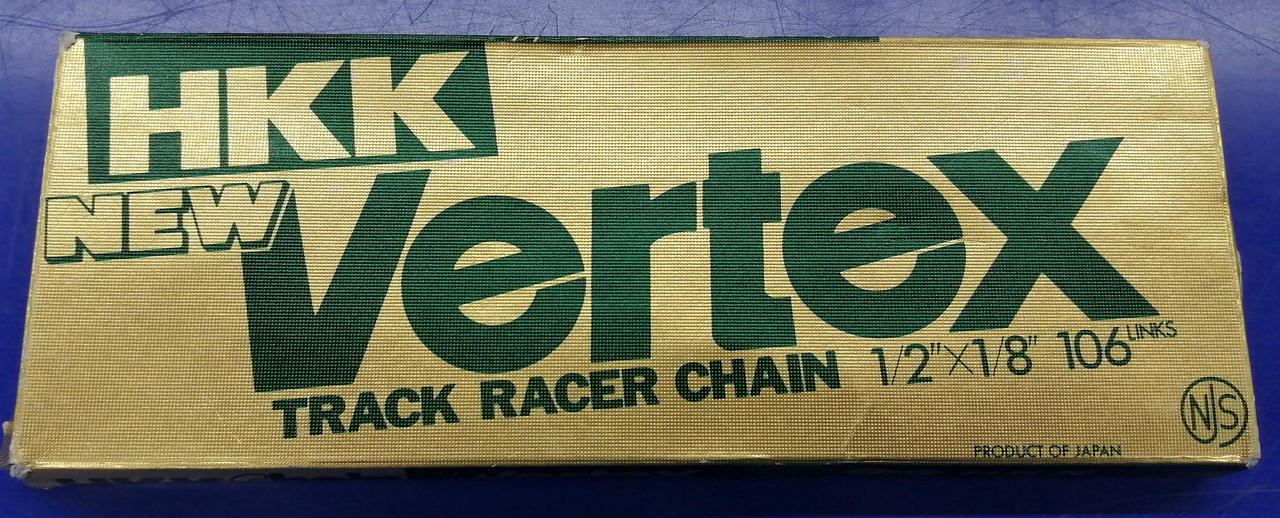 HKK
NEW Vertex
TRACK RACER CHAIN 1/2"×1/8" 106 LINKS
NJS
PRODUCT OF JAPAN